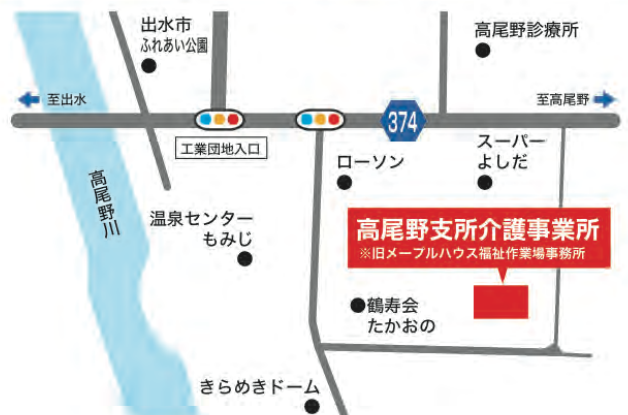 出水市
ふれあい公園
高尾野診療所
至出水
至高尾野
374
工業団地入口
ローソン
スーパー
よしだ
高尾野川
温泉センター
もみじ
高尾野支所介護事業所
※旧メープルハウス福祉作業場事務所
鶴寿会
たかおの
きらめきドーム